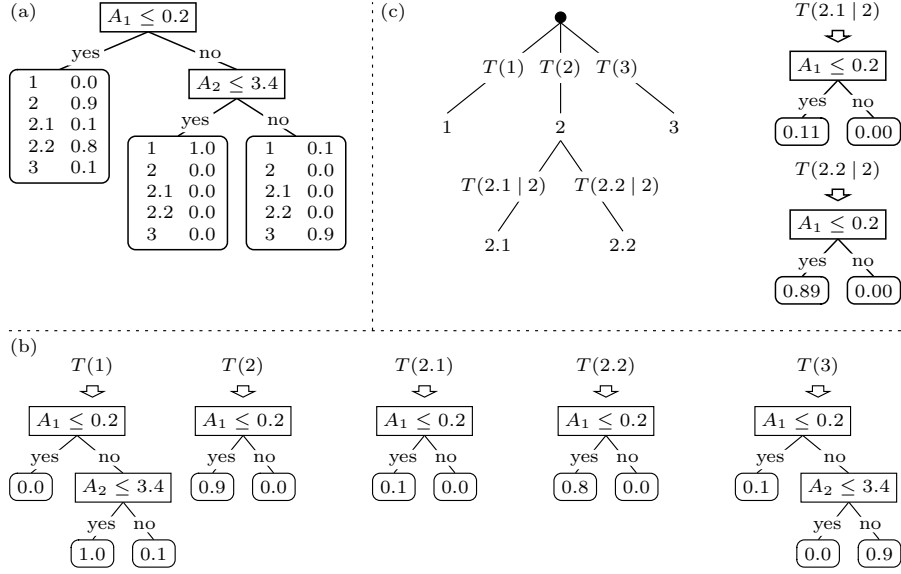 (a)
A₁ ≤ 0.2
yes no
1 0.0
2 0.9
2.1 0.1
2.2 0.8
3 0.1
A₂ ≤ 3.4
yes no
1 1.0
2 0.0
2.1 0.0
2.2 0.0
3 0.0
1 0.1
2 0.0
2.1 0.0
2.2 0.0
3 0.9
(c)
T(1) T(2) T(3)
1 2 3
T(2.1 | 2) T(2.2 | 2)
2.1 2.2
T(2.1 | 2)
A₁ ≤ 0.2
yes no
0.11 0.00
T(2.2 | 2)
A₁ ≤ 0.2
yes no
0.89 0.00
(b)
T(1)
A₁ ≤ 0.2
yes no
0.0 A₂ ≤ 3.4
yes no
1.0 0.1
T(2)
A₁ ≤ 0.2
yes no
0.9 0.0
T(2.1)
A₁ ≤ 0.2
yes no
0.1 0.0
T(2.2)
A₁ ≤ 0.2
yes no
0.8 0.0
T(3)
A₁ ≤ 0.2
yes no
0.1 A₂ ≤ 3.4
yes no
0.0 0.9